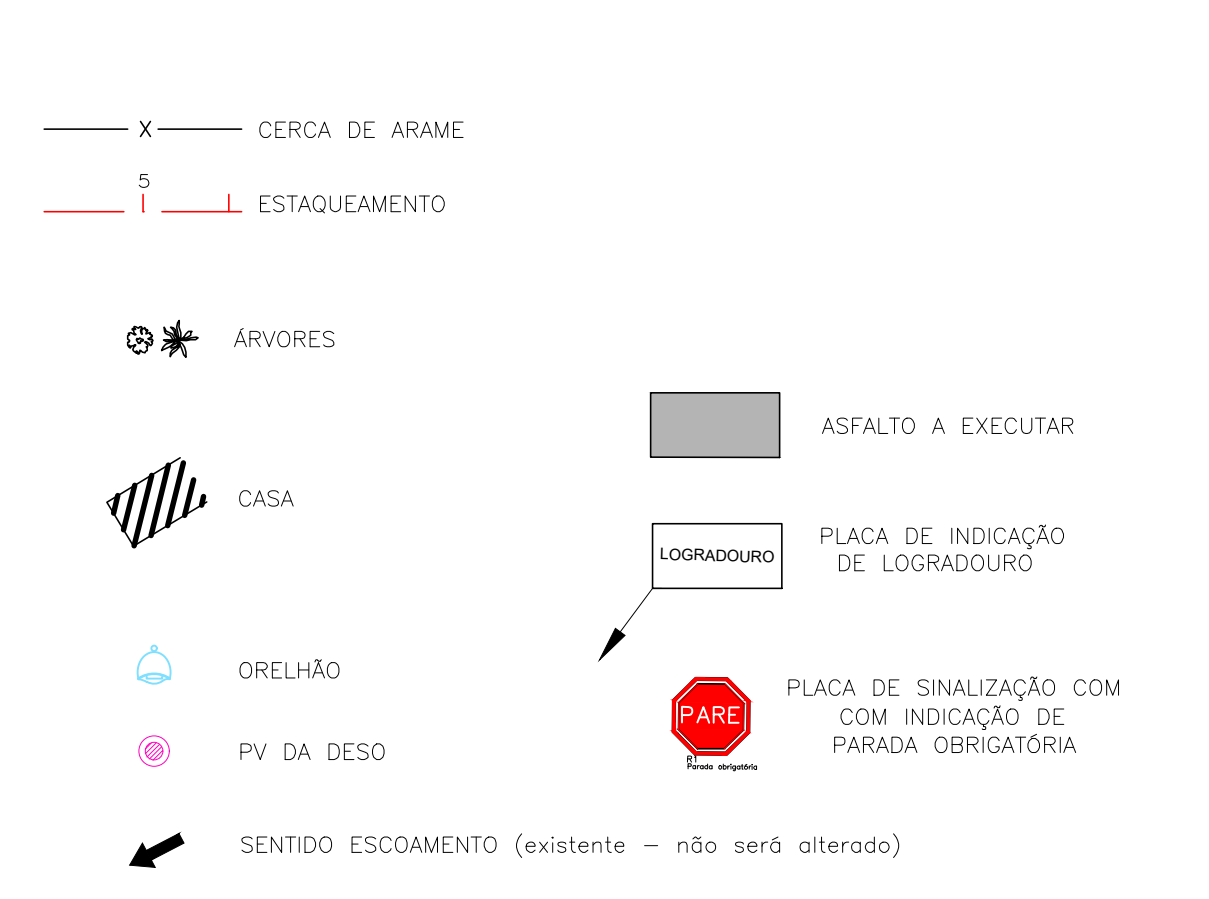 X CERCA DE ARAME
5
ESTAQUEAMENTO
ÁRVORES
CASA
ORELHÃO
PV DA DESO
SENTIDO ESCOAMENTO (existente – não será alterado)
ASFALTO A EXECUTAR
LOGRADOURO
PLACA DE INDICAÇÃO
DE LOGRADOURO
PARE
R1
Parada obrigatória
PLACA DE SINALIZAÇÃO COM
COM INDICAÇÃO DE
PARADA OBRIGATÓRIA